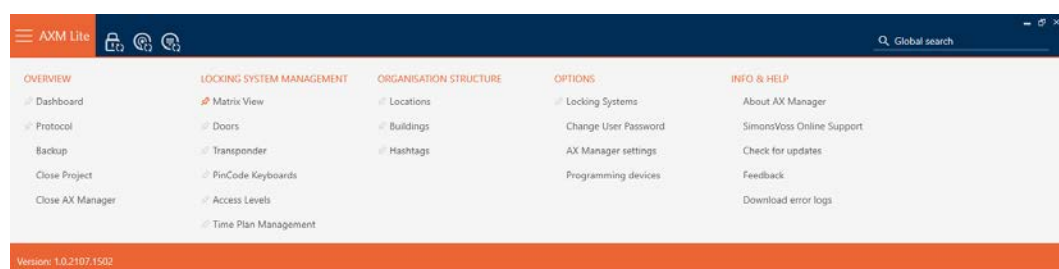 AXM Lite
Global search
OVERVIEW
Dashboard
Protocol
Backup
Close Project
Close AX Manager
LOCKING SYSTEM MANAGEMENT
Matrix View
Doors
Transponder
PinCode Keyboards
Access Levels
Time Plan Management
ORGANISATION STRUCTURE
Locations
Buildings
Hashtags
OPTIONS
Locking Systems
Change User Password
AX Manager settings
Programming devices
INFO & HELP
About AX Manager
SimonsVoss Online Support
Check for updates
Feedback
Download error logs
Version: 1.0.2107.1502